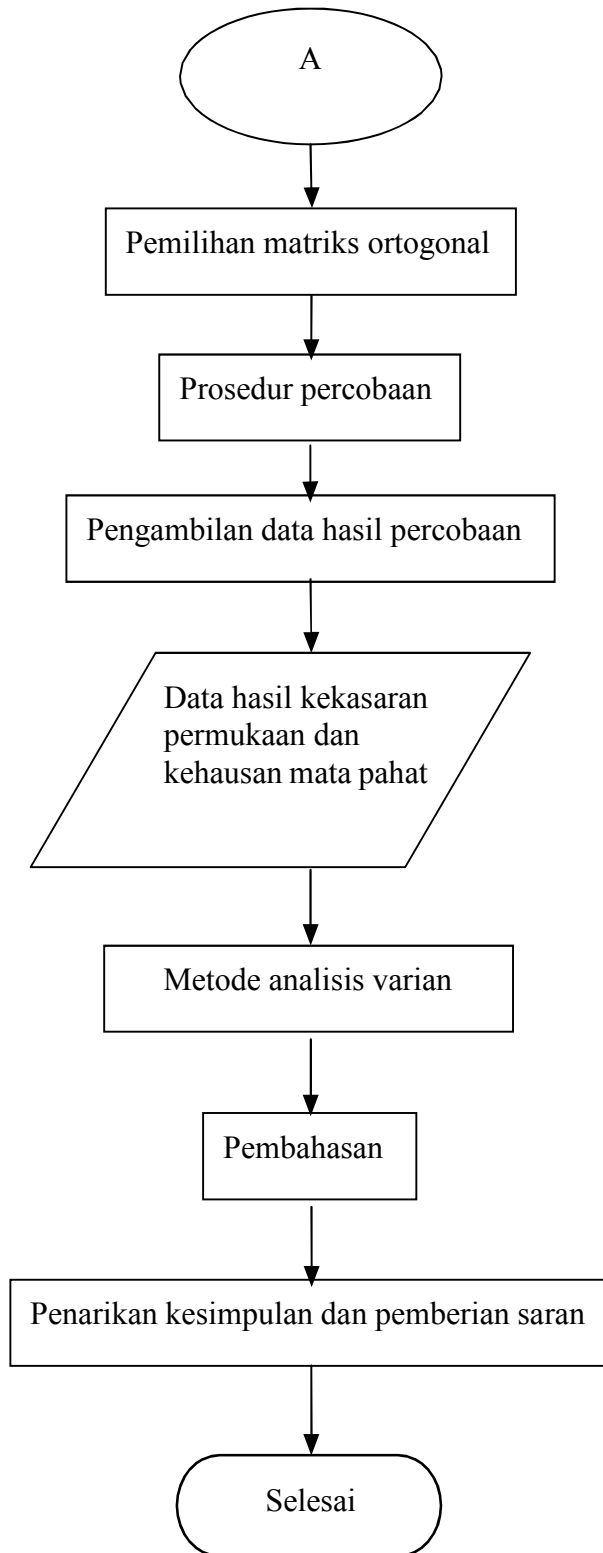 A
Pemilihan matriks ortogonal
Prosedur percobaan
Pengambilan data hasil percobaan
Data hasil kekasaran
permukaan dan
kehausan mata pahat
Metode analisis varian
Pembahasan
Penarikan kesimpulan dan pemberian saran
Selesai